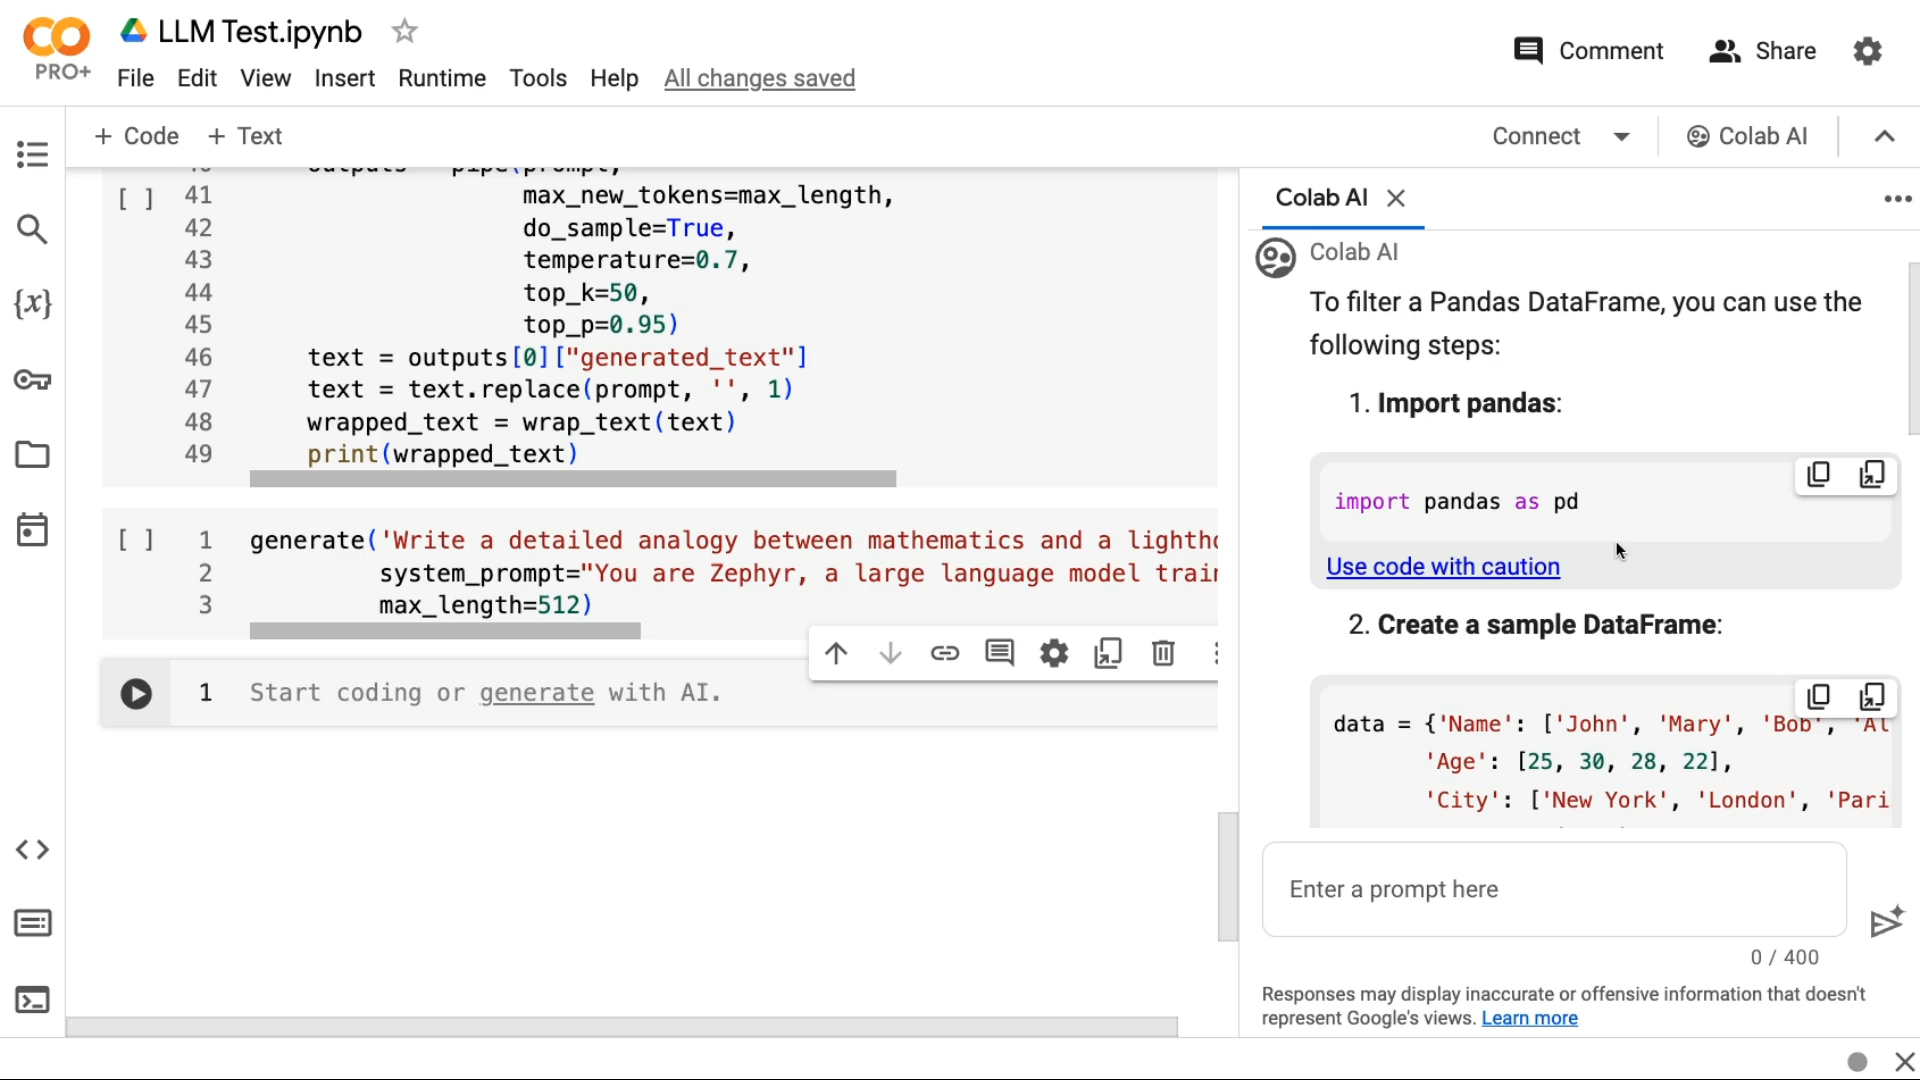 LLM Test.ipynb
PRO+
File Edit View Insert Runtime Tools Help All changes saved
Comment
Share
+ Code + Text
Connect
Colab AI
[ ] 41 max_new_tokens=max_length,
42 do_sample=True,
43 temperature=0.7,
44 top_k=50,
45 top_p=0.95)
46 text = outputs[0]["generated_text"]
47 text = text.replace(prompt, '', 1)
48 wrapped_text = wrap_text(text)
49 print(wrapped_text)
[ ] 1 generate('Write a detailed analogy between mathematics and a
2 system_prompt="You are Zephyr, a large language model
3 max_length=512)
1 Start coding or generate with AI.
Colab AI
Colab AI
To filter a Pandas DataFrame, you can use the
following steps:
1. Import pandas:
import pandas as pd
Use code with caution
2. Create a sample DataFrame:
data = {'Name': ['John', 'Mary', 'Bob',
'Age': [25, 30, 28, 22],
'City': ['New York', 'London',
Enter a prompt here
0 / 400
Responses may display inaccurate or offensive information that doesn't
represent Google's views. Learn more